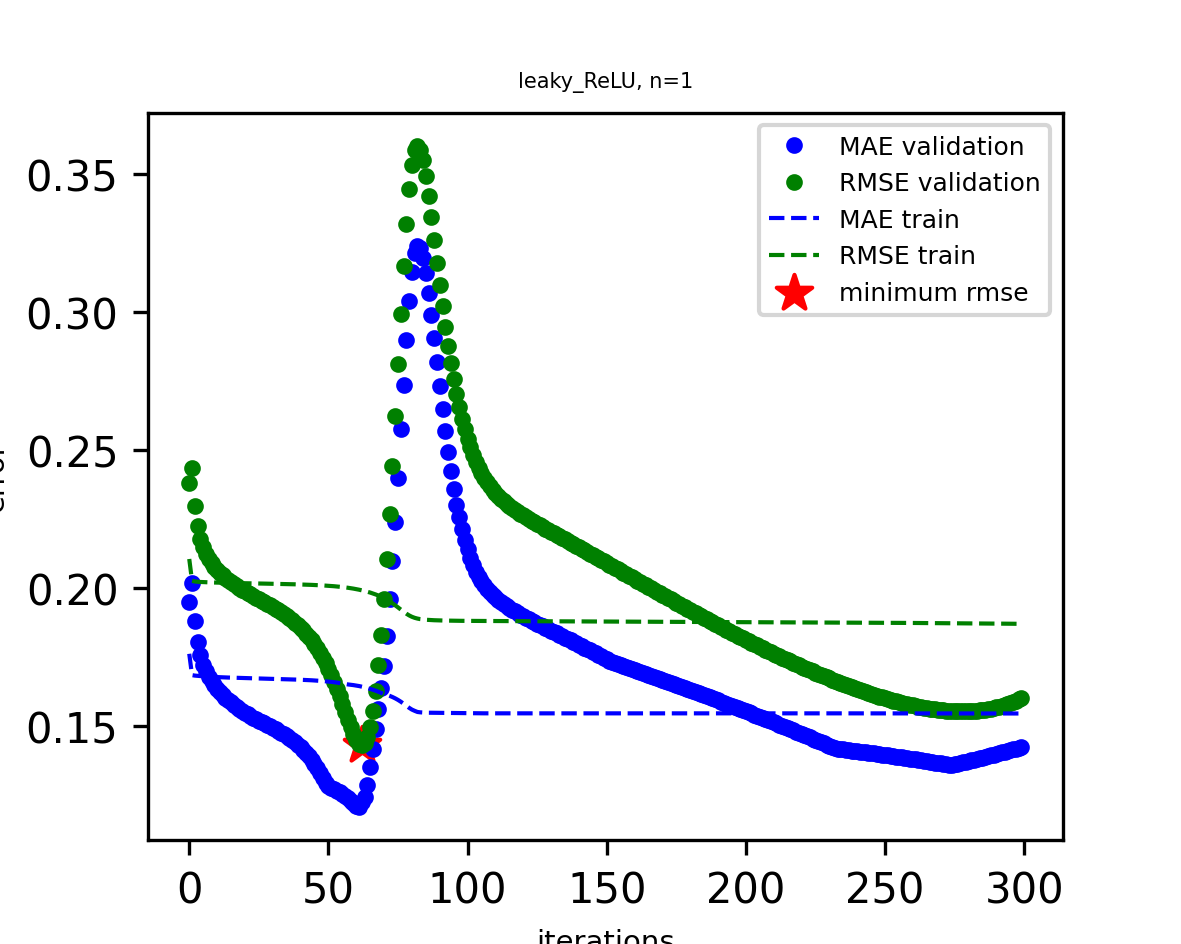 leaky_ReLU, n=1
MAE validation
RMSE validation
MAE train
RMSE train
minimum rmse
0.35
0.30
0.25
0.20
0.15
0 50 100 150 200 250 300
iterations